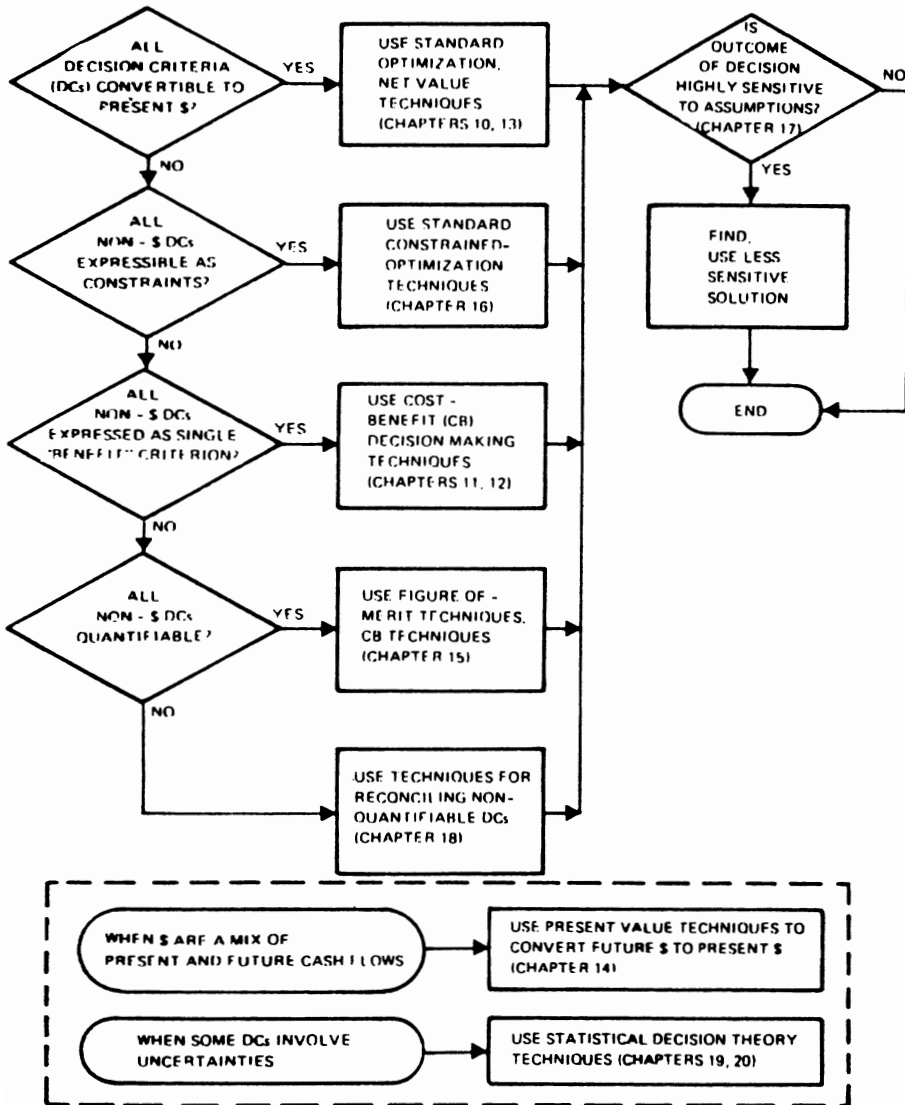 ALL
DECISION CRITERIA
(DCs) CONVERTIBLE TO
PRESENT $?
YES
USE STANDARD
OPTIMIZATION,
NET VALUE
TECHNIQUES
(CHAPTERS 10, 13)
IS
OUTCOME
OF DECISION
HIGHLY SENSITIVE
TO ASSUMPTIONS?
(CHAPTER 17)
NO
YES
FIND,
USE LESS
SENSITIVE
SOLUTION
END
NO
ALL
NON - $ DCs
EXPRESSIBLE AS
CONSTRAINTS?
YES
USE STANDARD
CONSTRAINED-
OPTIMIZATION
TECHNIQUES
(CHAPTER 16)
NO
ALL
NON - $ DCs
EXPRESSED AS SINGLE
"BENEFIT" CRITERION?
YES
USE COST -
BENEFIT (CB)
DECISION MAKING
TECHNIQUES
(CHAPTERS 11, 12)
NO
ALL
NON - $ DCs
QUANTIFIABLE?
YES
USE FIGURE OF -
MERIT TECHNIQUES,
CB TECHNIQUES
(CHAPTER 15)
NO
USE TECHNIQUES FOR
RECONCILING NON-
QUANTIFIABLE DCs
(CHAPTER 18)
WHEN $ ARE A MIX OF
PRESENT AND FUTURE CASH FLOWS
USE PRESENT VALUE TECHNIQUES TO
CONVERT FUTURE $ TO PRESENT $
(CHAPTER 14)
WHEN SOME DCs INVOLVE
UNCERTAINTIES
USE STATISTICAL DECISION THEORY
TECHNIQUES (CHAPTERS 19, 20)